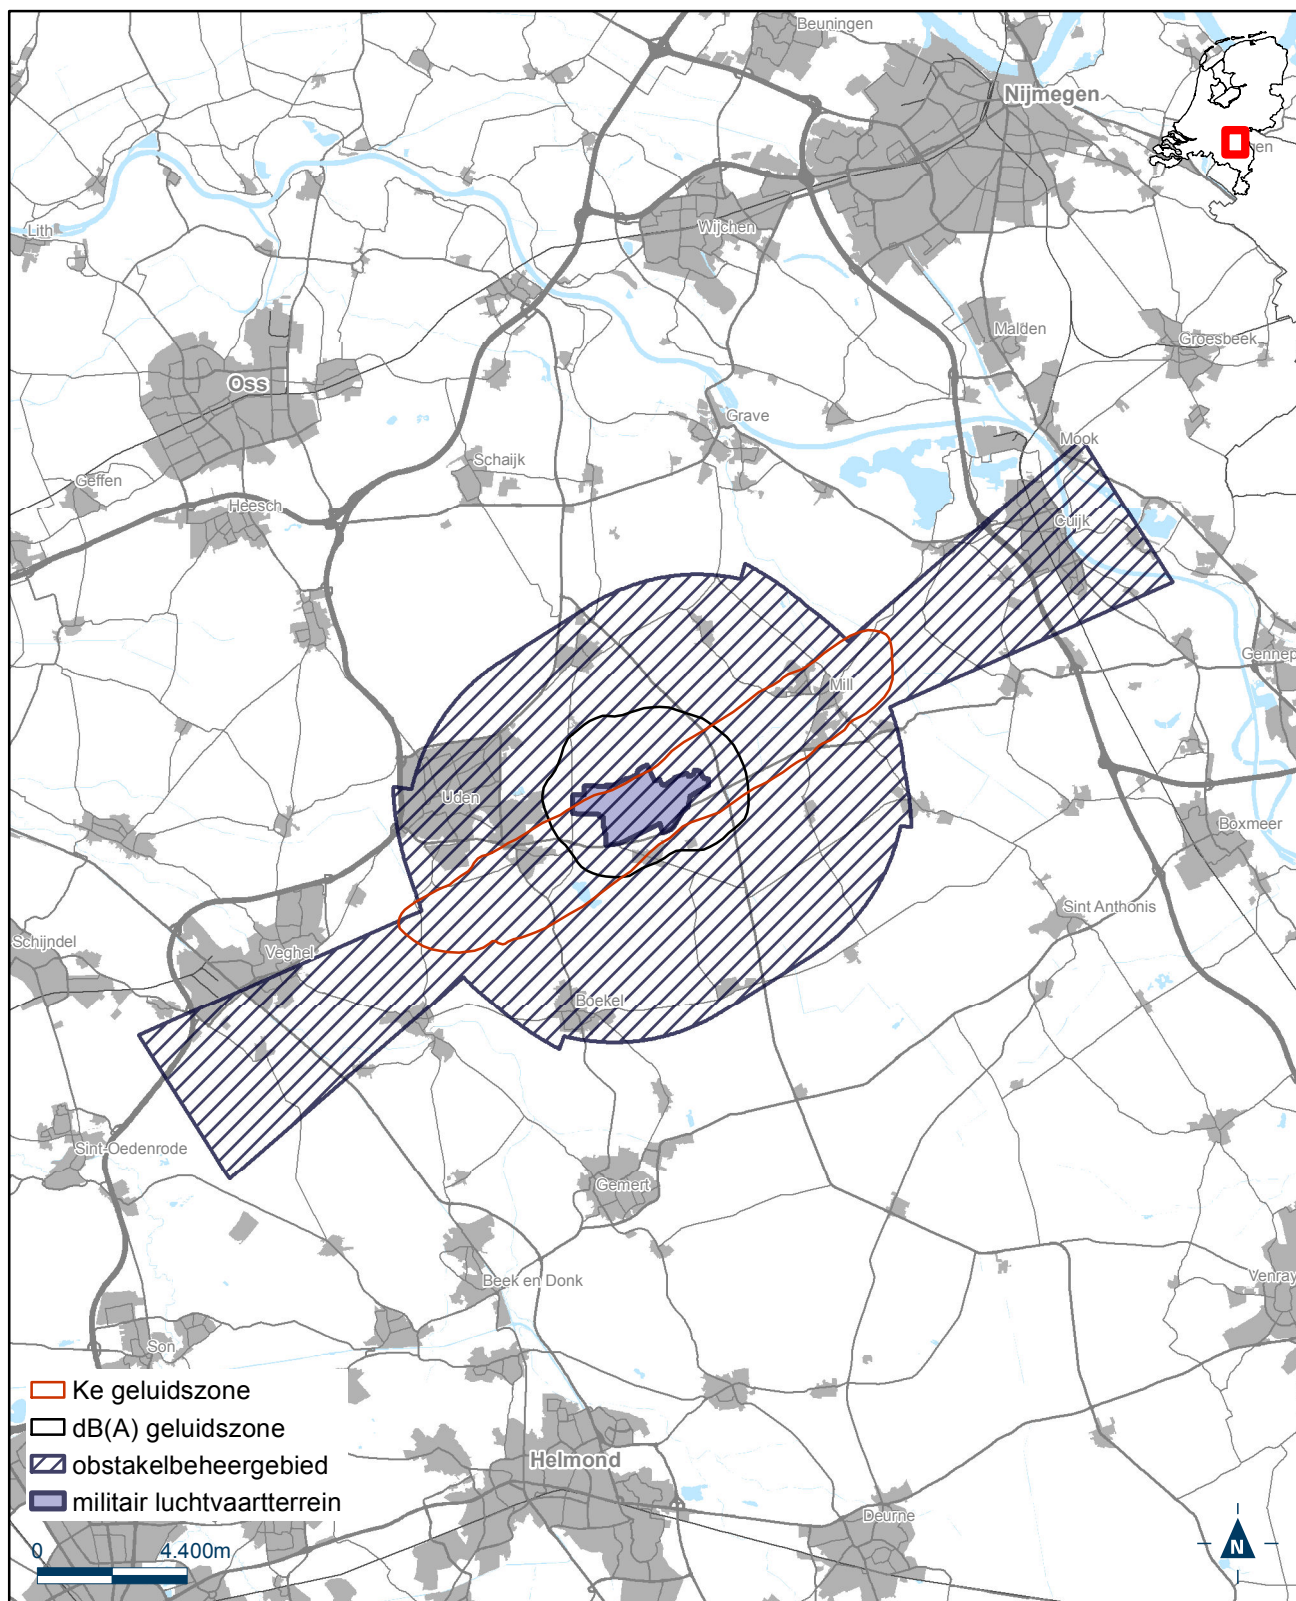 Beuningen
Nijmegen
Lith
Wijchen
Malden
Groesbeek
Oss
Grave
Mook
Schaijk
Geffen
Heesch
Cuijk
Gennep
Mill
Uden
Boxmeer
Sint Anthonis
Schijndel
Veghel
Boekel
Sint-Oedenrode
Gemert
Beek en Donk
Venray
Son
Ke geluidszone
dB(A) geluidszone
obstakelbeheergebied
militair luchtvaartterrein
Helmond
Deurne
0 4.400m
N